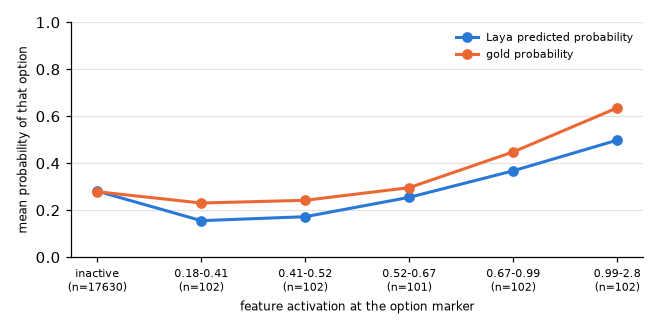 1.0
0.8
0.6
0.4
0.2
0.0
mean probability of that option
Laya predicted probability
gold probability
inactive
(n=17630)
0.18-0.41
(n=102)
0.41-0.52
(n=102)
0.52-0.67
(n=101)
0.67-0.99
(n=102)
0.99-2.8
(n=102)
feature activation at the option marker